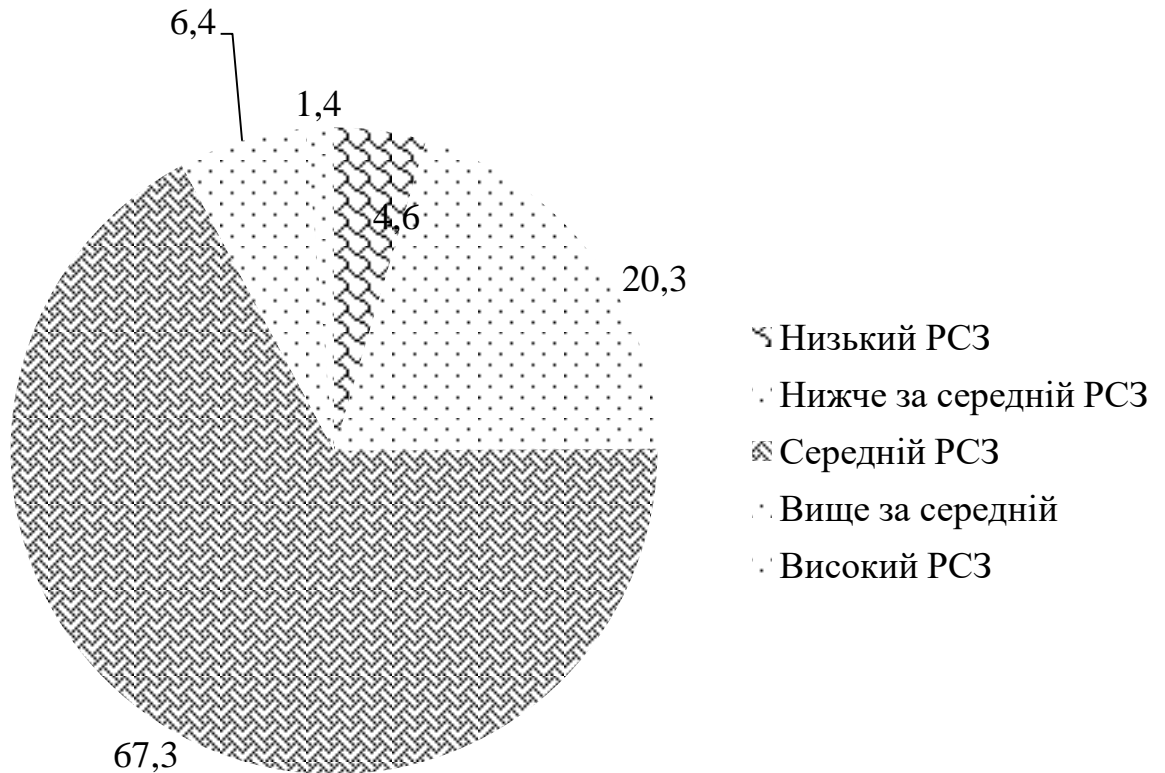 6,4
1,4
4,6
20,3
67,3
Низький РСЗ
Нижче за середній РСЗ
Середній РСЗ
Вище за середній
Високий РСЗ